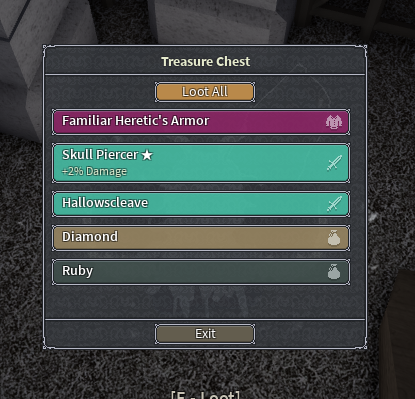 Treasure Chest
Loot All
Familiar Heretic's Armor
Skull Piercer ★
+2% Damage
Hallowscleave
Diamond
Ruby
Exit
[E - Loot]